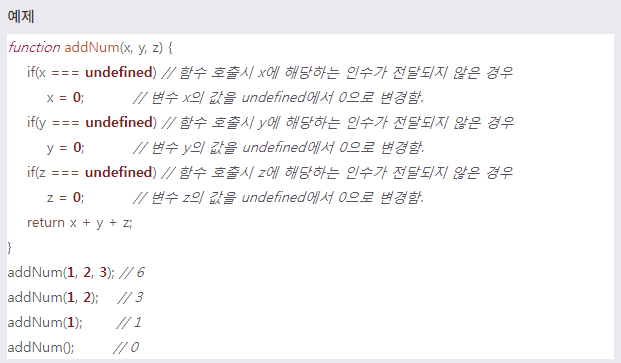 예제
function addNum(x, y, z) {
if(x === undefined) // 함수 호출시 x에 해당하는 인수가 전달되지 않은 경우
x = 0; // 변수 x의 값을 undefined에서 0으로 변경함.
if(y === undefined) // 함수 호출시 y에 해당하는 인수가 전달되지 않은 경우
y = 0; // 변수 y의 값을 undefined에서 0으로 변경함.
if(z === undefined) // 함수 호출시 z에 해당하는 인수가 전달되지 않은 경우
z = 0; // 변수 z의 값을 undefined에서 0으로 변경함.
return x + y + z;
}
addNum(1, 2, 3); // 6
addNum(1, 2); // 3
addNum(1); // 1
addNum(); // 0